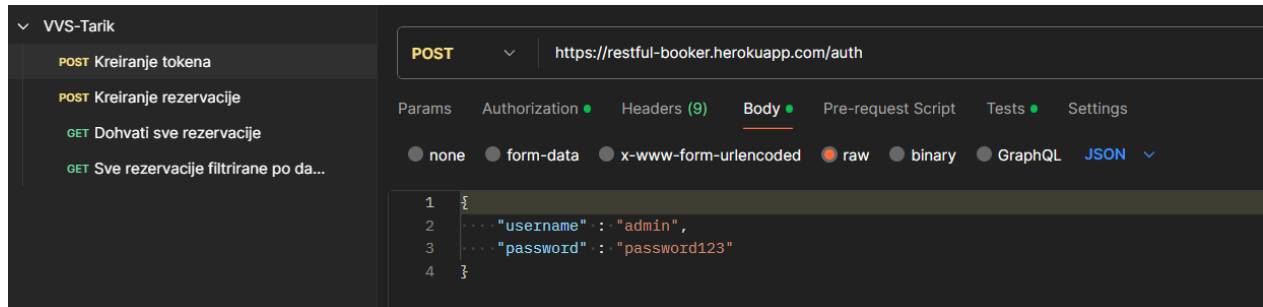 VVS-Tarik
POST Kreiranje tokena
POST Kreiranje rezervacije
GET Dohvati sve rezervacije
GET Sve rezervacije filtrirane po da...
POST https://restful-booker.herokuapp.com/auth
Params Authorization Headers (9) Body Pre-request Script Tests Settings
none form-data x-www-form-urlencoded raw binary GraphQL JSON
1 {
2 "username" : "admin",
3 "password" : "password123"
4 }